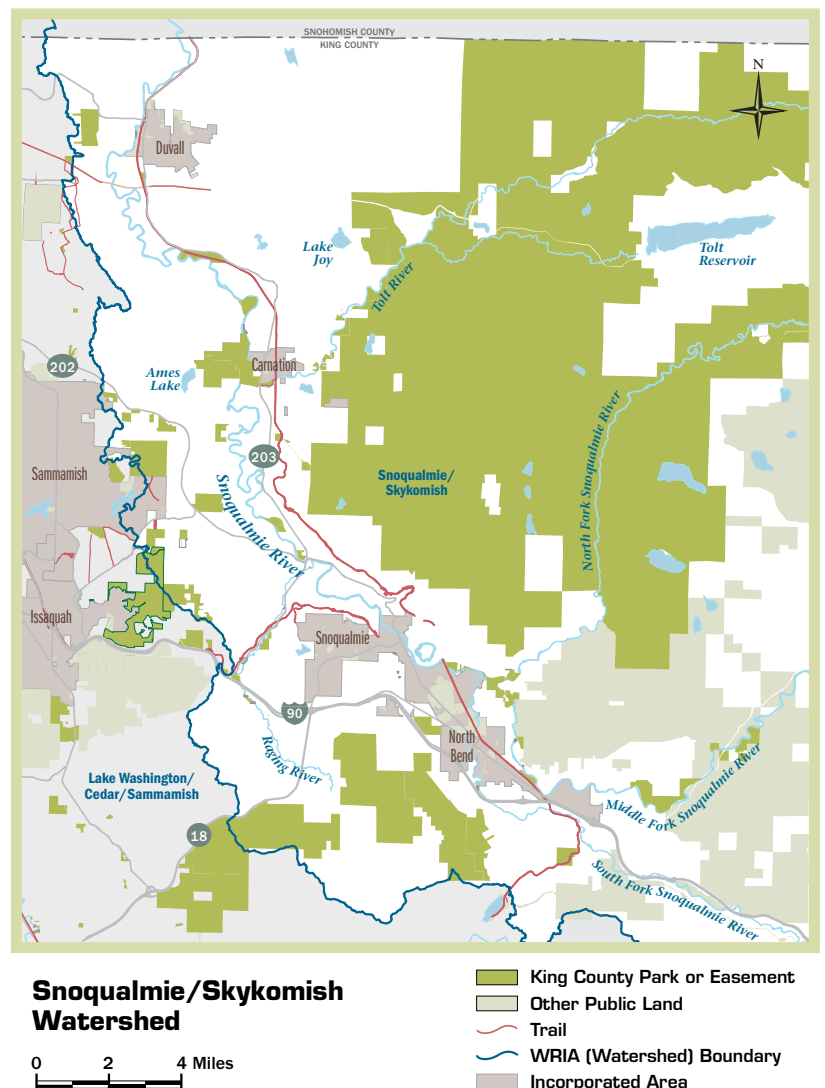 SNOHOMISH COUNTY
KING COUNTY
N
Duvall
Lake
Joy
Tolt River
Tolt
Reservoir
202
Ames
Lake
Carnation
203
Sammamish
Snoqualmie/
Skykomish
Snoqualmie River
North Fork Snoqualmie River
Issaquah
Snoqualmie
90
North
Bend
Raging River
Lake Washington/
Cedar/Sammamish
18
Middle Fork Snoqualmie River
South Fork Snoqualmie River
Snoqualmie/Skykomish
Watershed
0 2 4 Miles
King County Park or Easement
Other Public Land
Trail
WRIA (Watershed) Boundary
Incorporated Area